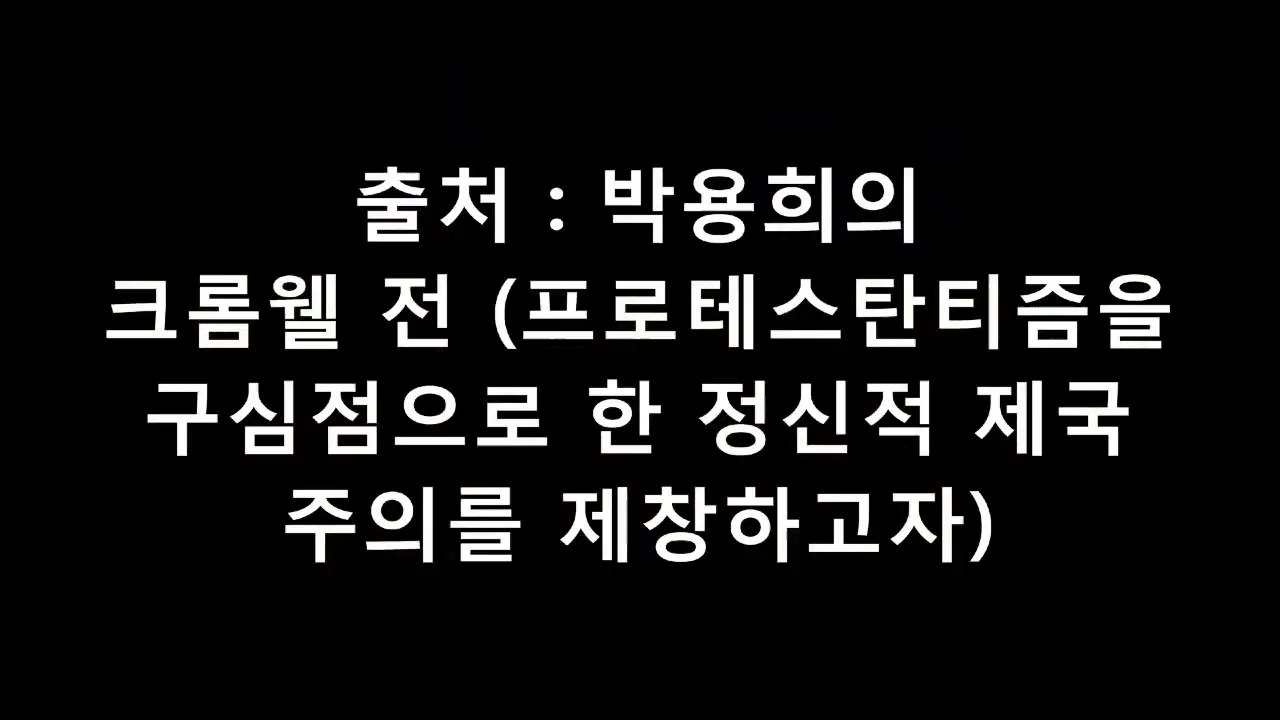 출처 : 박용희의
크롬웰 전 (프로테스탄티즘을
구심점으로 한 정신적 제국
주의를 제창하고자)